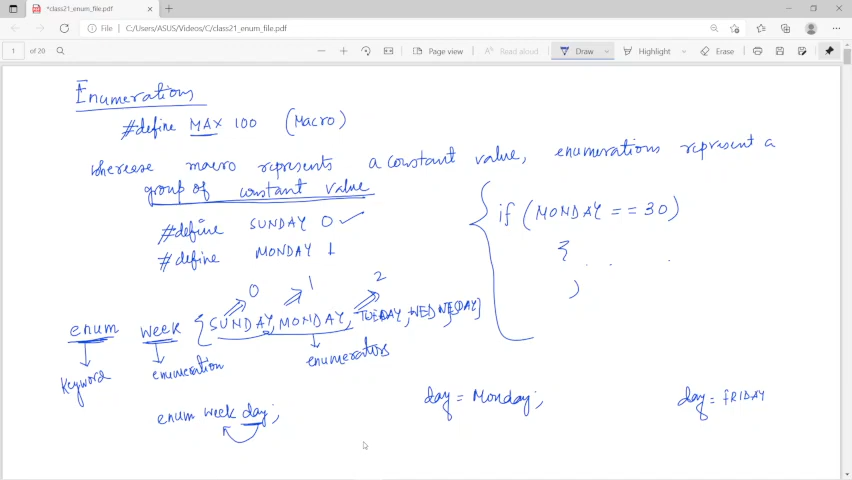 *class21_enum_file.pdf
File C:/Users/ASUS/Videos/C/class21_enum_file.pdf
1 of 20 Page view Read aloud Draw Highlight Erase
Enumerations
#define MAX 100 (Macro)
Whereese macro represents a constant value, enumerations represent a
group of constant value
#define SUNDAY 0
#define MONDAY 1
if (MONDAY == 30)
{
}
0 1 2
enum week {SUNDAY, MONDAY, TUEDAY, WEDNESDAY}
keyword enumeration enumerators
enum week day;
day = Monday;
day = FRIDAY